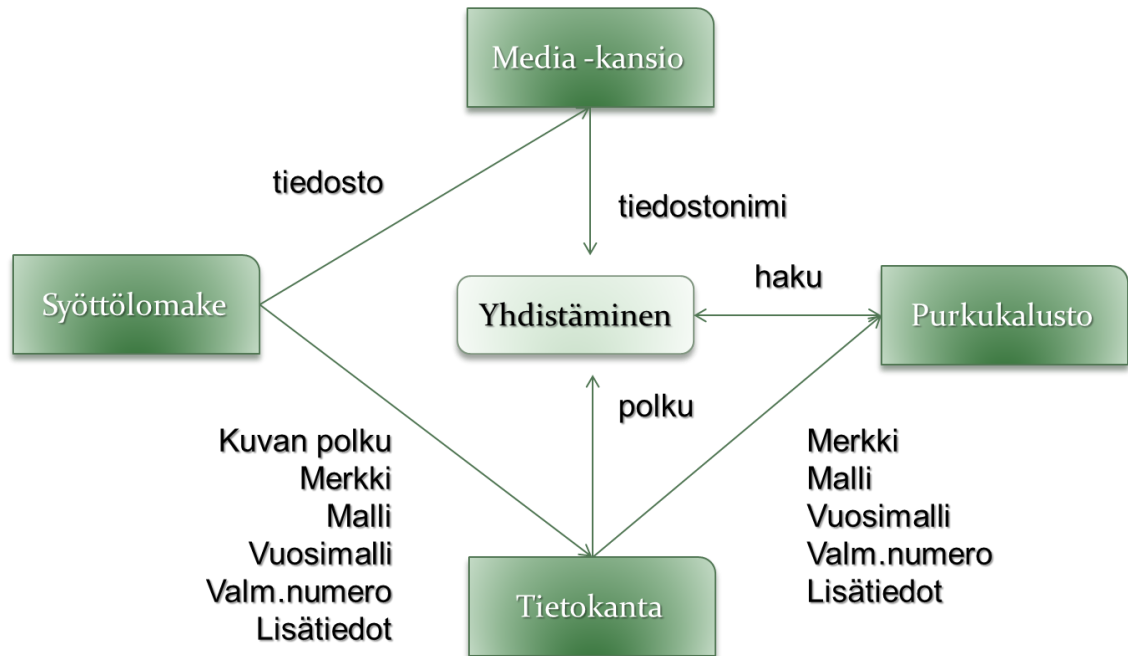 Media -kansio
tiedosto
tiedostonimi
Syöttölomake
Yhdistäminen
haku
Purkukalusto
polku
Kuvan polku
Merkki
Malli
Vuosimalli
Valm.numero
Lisätiedot
Merkki
Malli
Vuosimalli
Valm.numero
Lisätiedot
Tietokanta